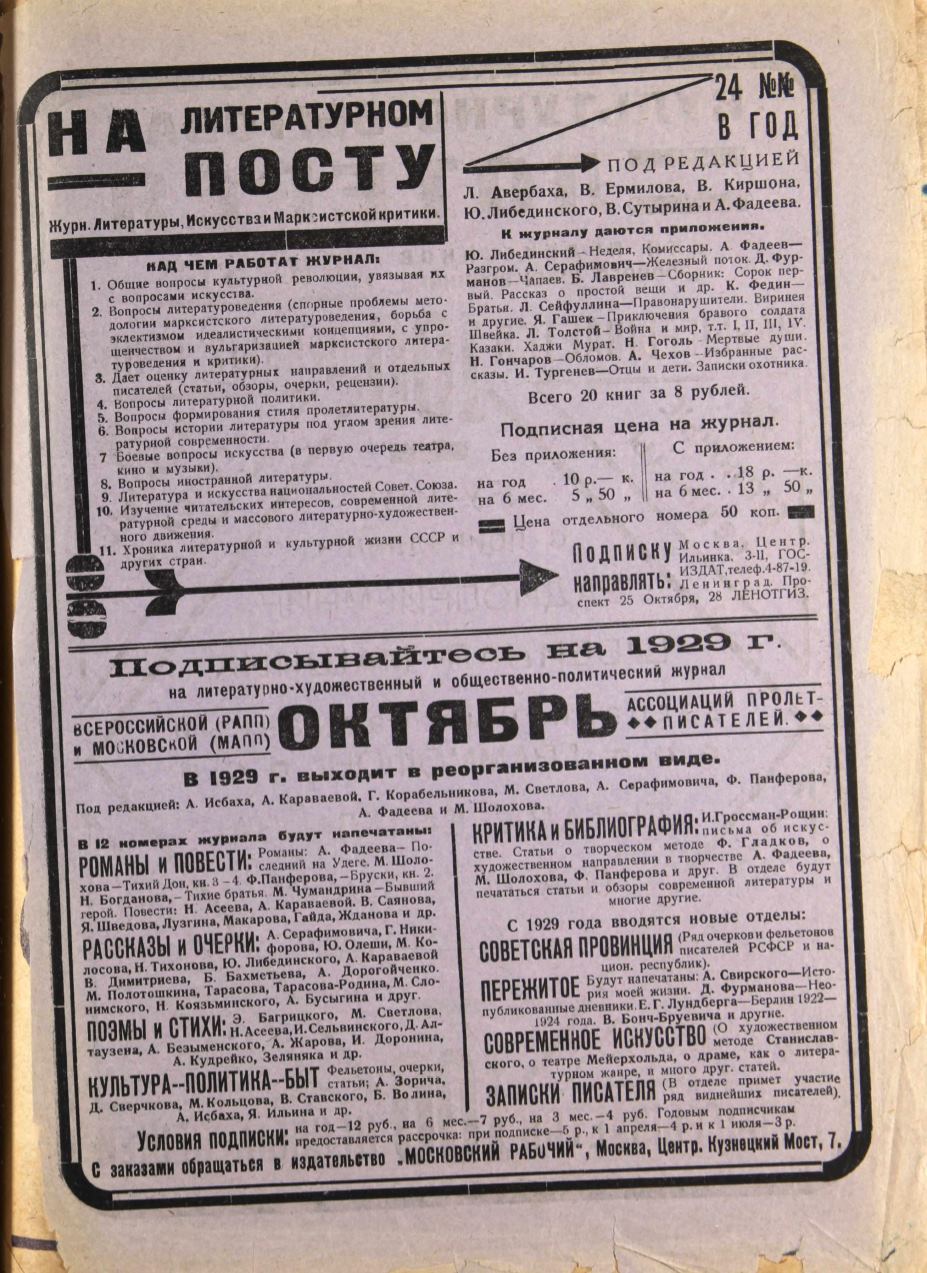 НА ЛИТЕРАТУРНОМ
ПОСТУ
Журн. Литературы, Искусства и Марксистской критики.
24 №№
В ГОД
ПОД РЕДАКЦИЕЙ
Л. Авербаха, В. Ермилова, В. Киршона,
Ю. Либединского, В. Сутырина и А. Фадеева.
К журналу даются приложения.
Ю. Либединский – Неделя, Комиссары. А. Фадеев—
Разгром. А. Серафимович—Железный поток. Д. Фур-
манов—Чапаев. Б. Лавренев—Сборник: Сорок пер-
вый. Рассказ о простой вещи и др. К. Федин—
Братья. Л. Сейфуллина—Правонарушители. Виринея
и другие. Я. Гашек – Приключения бравого солдата
Швейка. Л. Толстой – Война и мир, т.т. I, II, III, IV.
Казаки. Хаджи Мурат. Н. Гоголь - Мертвые души.
Н. Гончаров – Обломов. А. Чехов – Избранные рас-
сказы. И. Тургенев—Отцы и дети. Записки охотника.
Всего 20 книг за 8 рублей.
Подписная цена на журнал.
Без приложения:
на год . 10 р.— к.
на 6 мес. 5 „ 50 „
С приложением:
на год . . 18 р. —к.
на 6 мес. . 13 „ 50 „
Цена отдельного номера 50 коп.
Подписку
направлять:
Москва, Центр.
Ильинка, 3-II, ГОС-
ИЗДАТ, телеф. 4-87-19.
Ленинград, Про-
спект 25 Октября, 28 ЛЕНОТГИЗ.
НАД ЧЕМ РАБОТАТ ЖУРНАЛ:
1. Общие вопросы культурной революции, увязывая их
с вопросами искусства.
2. Вопросы литературоведения (спорные проблемы мето-
дологии марксистского литературоведения, борьба с
эклектизмом идеалистическими концепциями, с упро-
щенчеством и вульгаризацией марксистского литера-
туроведения и критики).
3. Дает оценку литературных направлений и отдельных
писателей (статьи, обзоры, очерки, рецензии).
4. Вопросы литературной политики.
5. Вопросы формирования стиля пролетлитературы.
6. Вопросы истории литературы под углом зрения лите-
ратурной современности.
7 Боевые вопросы искусства (в первую очередь театра,
кино и музыки).
8. Вопросы иностранной литературы.
9. Литература и искусства национальностей Совет. Союза.
10. Изучение читательских интересов, современной лите-
ратурной среды и массового литературно-художествен-
ного движения.
11. Хроника литературной и культурной жизни СССР и
других стран.
Подписывайтесь на 1929 г.
на литературно-художественный и общественно-политический журнал
ВСЕРОССИЙСКОЙ (РАПП)
и МОСКОВСКОЙ (МАПП)
ОКТЯБРЬ
АССОЦИАЦИЙ ПРОЛЕТ-
ПИСАТЕЛЕЙ.
В 1929 г. выходит в реорганизованном виде.
Под редакцией: А. Исбаха, А. Караваевой, Г. Корабельникова, М. Светлова, А. Серафимовича, Ф. Панферова,
А. Фадеева и М. Шолохова.
В 12 номерах журнала будут напечатаны:
РОМАНЫ и ПОВЕСТИ: Романы: А. Фадеева— По-
следний на Удеге. М. Шоло-
хова—Тихий Дон, кн. 3 –4. Ф. Панферова,—Бруски, кн. 2.
Н. Богданова,– Тихие братья. М. Чумандрина—Бывший
герой. Повести: Н. Асеева, А. Караваевой. В. Саянова,
Я. Шведова, Лузгина, Макарова, Гайда, Жданова и др.
РАССКАЗЫ и ОЧЕРКИ: А. Серафимовича, Г. Ники-
форова, Ю. Олеши, М. Ко-
лосова, Н. Тихонова, Ю. Либединского, А. Караваевой
В. Димитриева, Б. Бахметьева, А. Дорогойченко.
М. Полотошкина, Тарасова, Тарасова-Родина, М. Сло-
нимского, Н. Коязьминского, А. Бусыгина и друг.
ПОЭМЫ и СТИХИ: Э. Багрицкого, М. Светлова,
Н. Асеева, И. Сельвинского, Д. Ал-
таузена, А. Безыменского, А. Жарова, И. Доронина,
А. Кудрейко, Зеляняка и др.
КУЛЬТУРА--ПОЛИТИКА--БЫТ Фельетоны, очерки,
статьи; А. Зорича,
Д. Сверчкова, М. Кольцова, В. Ставского, Б. Волина,
А. Исбаха, Я. Ильина и др.
КРИТИКА и БИБЛИОГРАФИЯ: И. Гроссман-Рощин:
письма об искус-
стве. Статьи о творческом методе Ф. Гладков, о
художественном направлении в творчестве А. Фадеева,
М. Шолохова, Ф. Панферова и друг. В отделе будут
печататься статьи и обзоры современной литературы и
многие другие.
С 1929 года вводятся новые отделы:
СОВЕТСКАЯ ПРОВИНЦИЯ (Ряд очерков и фельетонов
писателей РСФСР и на-
цион. республик).
ПЕРЕЖИТОЕ Будут напечатаны: А. Свирского—Исто-
рия моей жизни. Д. Фурманова—Нео-
публикованные дневники. Е. Г. Лундберга—Берлин 1922—
1924 года. В. Бонч-Бруевича и другие.
СОВРЕМЕННОЕ ИСКУССТВО (О художественном
методе Станислав-
ского, о театре Мейерхольда, о драме, как о литера-
турном жанре, и много друг. статей.
ЗАПИСКИ ПИСАТЕЛЯ (В отделе примет участие
ряд виднейших писателей).
УСЛОВИЯ ПОДПИСКИ: на год—12 руб., на 6 мес.—7 руб., на 3 мес.—4 руб. Годовым подписчикам
предоставляется рассрочка: при подписке—5 р., к 1 апреля—4 р. и к 1 июля—3 р.
С заказами обращаться в издательство „МОСКОВСКИЙ РАБОЧИЙ", Москва, Центр. Кузнецкий Мост, 7.